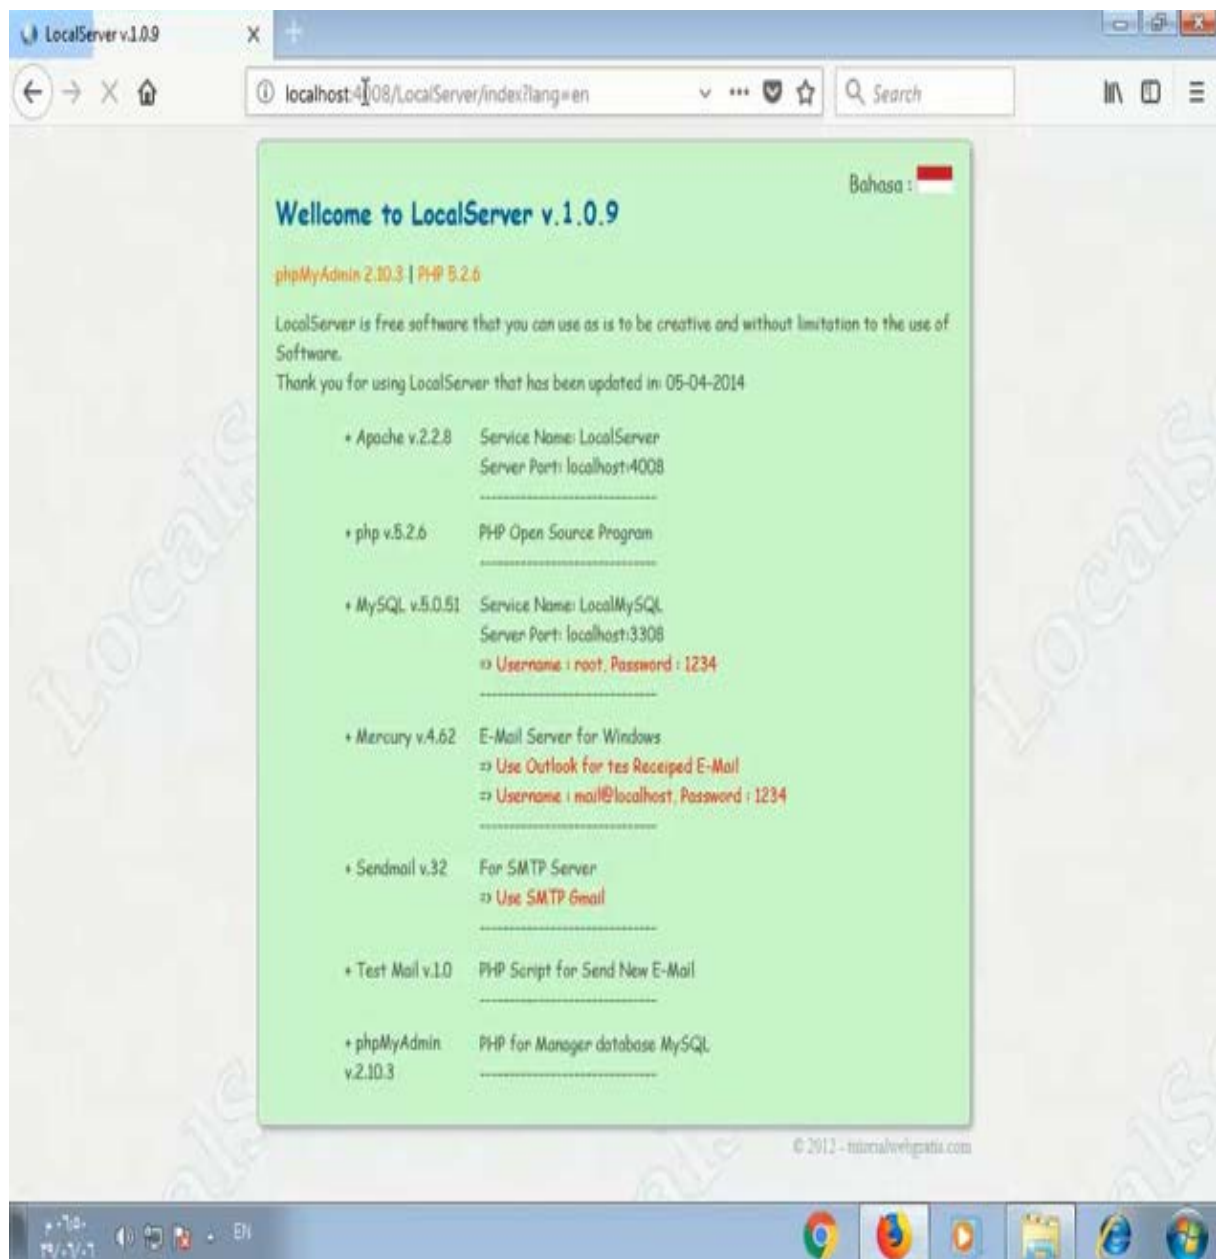 LocalServer v.1.0.9
localhost:4008/LocalServer/index?lang=en
Search
Bahasa :
Wellcome to LocalServer v.1.0.9
phpMyAdmin 2.10.3 | PHP 5.2.6
LocalServer is free software that you can use as is to be creative and without limitation to the use of
Software.
Thank you for using LocalServer that has been updated in: 05-04-2014
+ Apache v.2.2.8 Service Name: LocalServer
Server Port: localhost:4008
------------------------------
+ php v.5.2.6 PHP Open Source Program
------------------------------
+ MySQL v.5.0.51 Service Name: LocalMySQL
Server Port: localhost:3308
=> Username : root, Password : 1234
------------------------------
+ Mercury v.4.62 E-Mail Server for Windows
=> Use Outlook for tes Receiped E-Mail
=> Username : mail@localhost, Password : 1234
------------------------------
+ Sendmail v.32 For SMTP Server
=> Use SMTP Gmail
------------------------------
+ Test Mail v.1.0 PHP Script for Send New E-Mail
------------------------------
+ phpMyAdmin PHP for Manager database MySQL
v.2.10.3 ------------------------------
© 2012 - tutorialwebgratis.com
EN